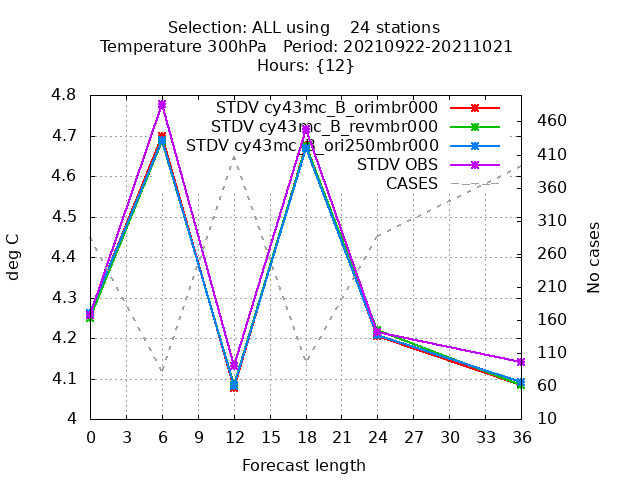 Selection: ALL using    24 stations
Temperature 300hPa   Period: 20210922-20211021
Hours: {12}
STDV cy43mc_B_orimbr000
STDV cy43mc_B_revmbr000
STDV cy43mc_B_ori250mbr000
STDV OBS
CASES
4.8
4.7
4.6
4.5
4.4
4.3
4.2
4.1
4
deg C
460
410
360
310
260
210
160
110
60
10
No cases
0 3 6 9 12 15 18 21 24 27 30 33 36
Forecast length